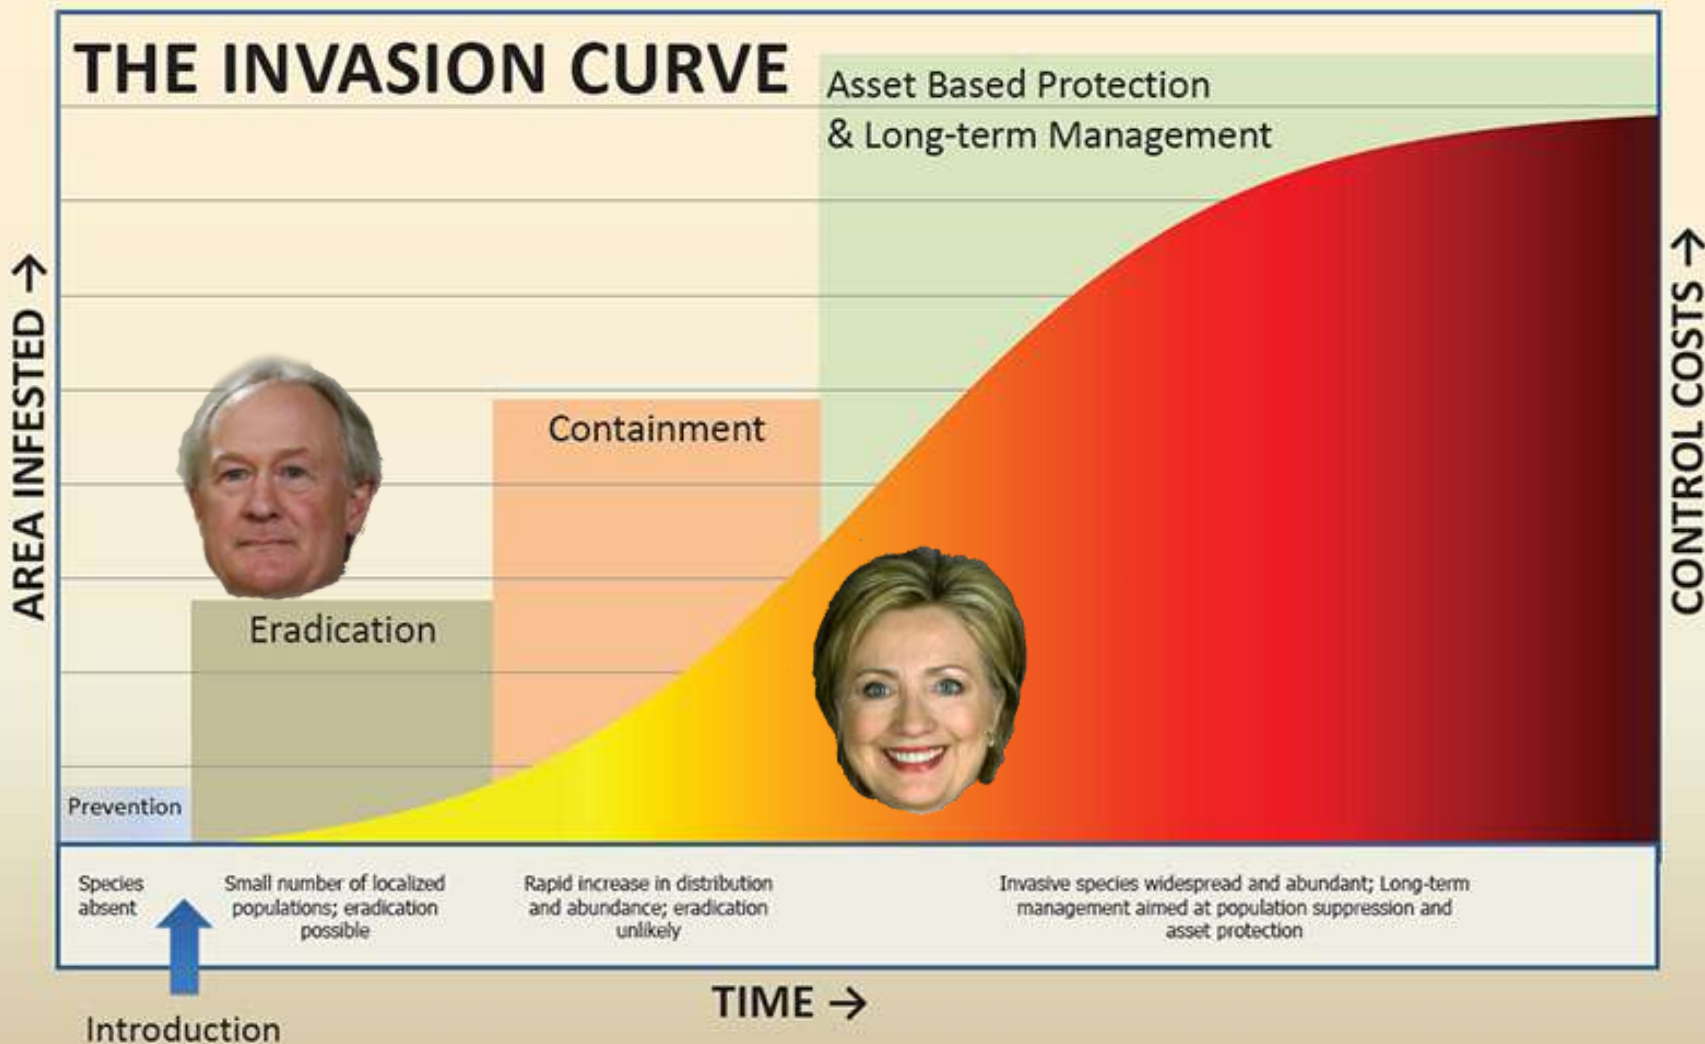 THE INVASION CURVE
Asset Based Protection
& Long-term Management
AREA INFESTED →
CONTROL COSTS →
Containment
Eradication
Prevention
Species
absent
Small number of localized
populations; eradication
possible
Rapid increase in distribution
and abundance; eradication
unlikely
Invasive species widespread and abundant; Long-term
management aimed at population suppression and
asset protection
TIME →
Introduction